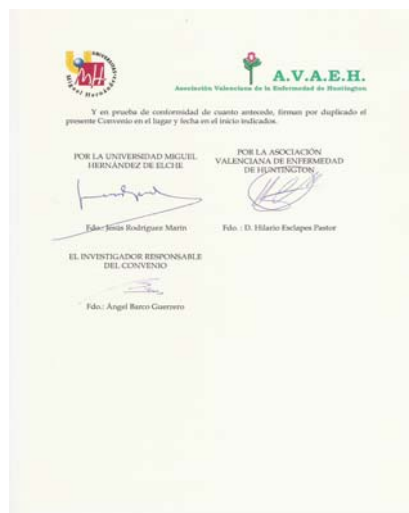 UNIVERSITAS
Miguel Hernández
A.V.A.E.H.
Asociación Valenciana de la Enfermedad de Huntington
Y en prueba de conformidad de cuanto antecede, firman por duplicado el
presente Convenio en el lugar y fecha en el inicio indicados.
POR LA UNIVERSIDAD MIGUEL
HERNÁNDEZ DE ELCHE
POR LA ASOCIACIÓN
VALENCIANA DE ENFERMEDAD
DE HUNTINGTON
Fdo.: Jesús Rodríguez Marín
Fdo. : D. Hilario Esclapes Pastor
EL INVESTIGADOR RESPONSABLE
DEL CONVENIO
Fdo.: Ángel Barco Guerrero